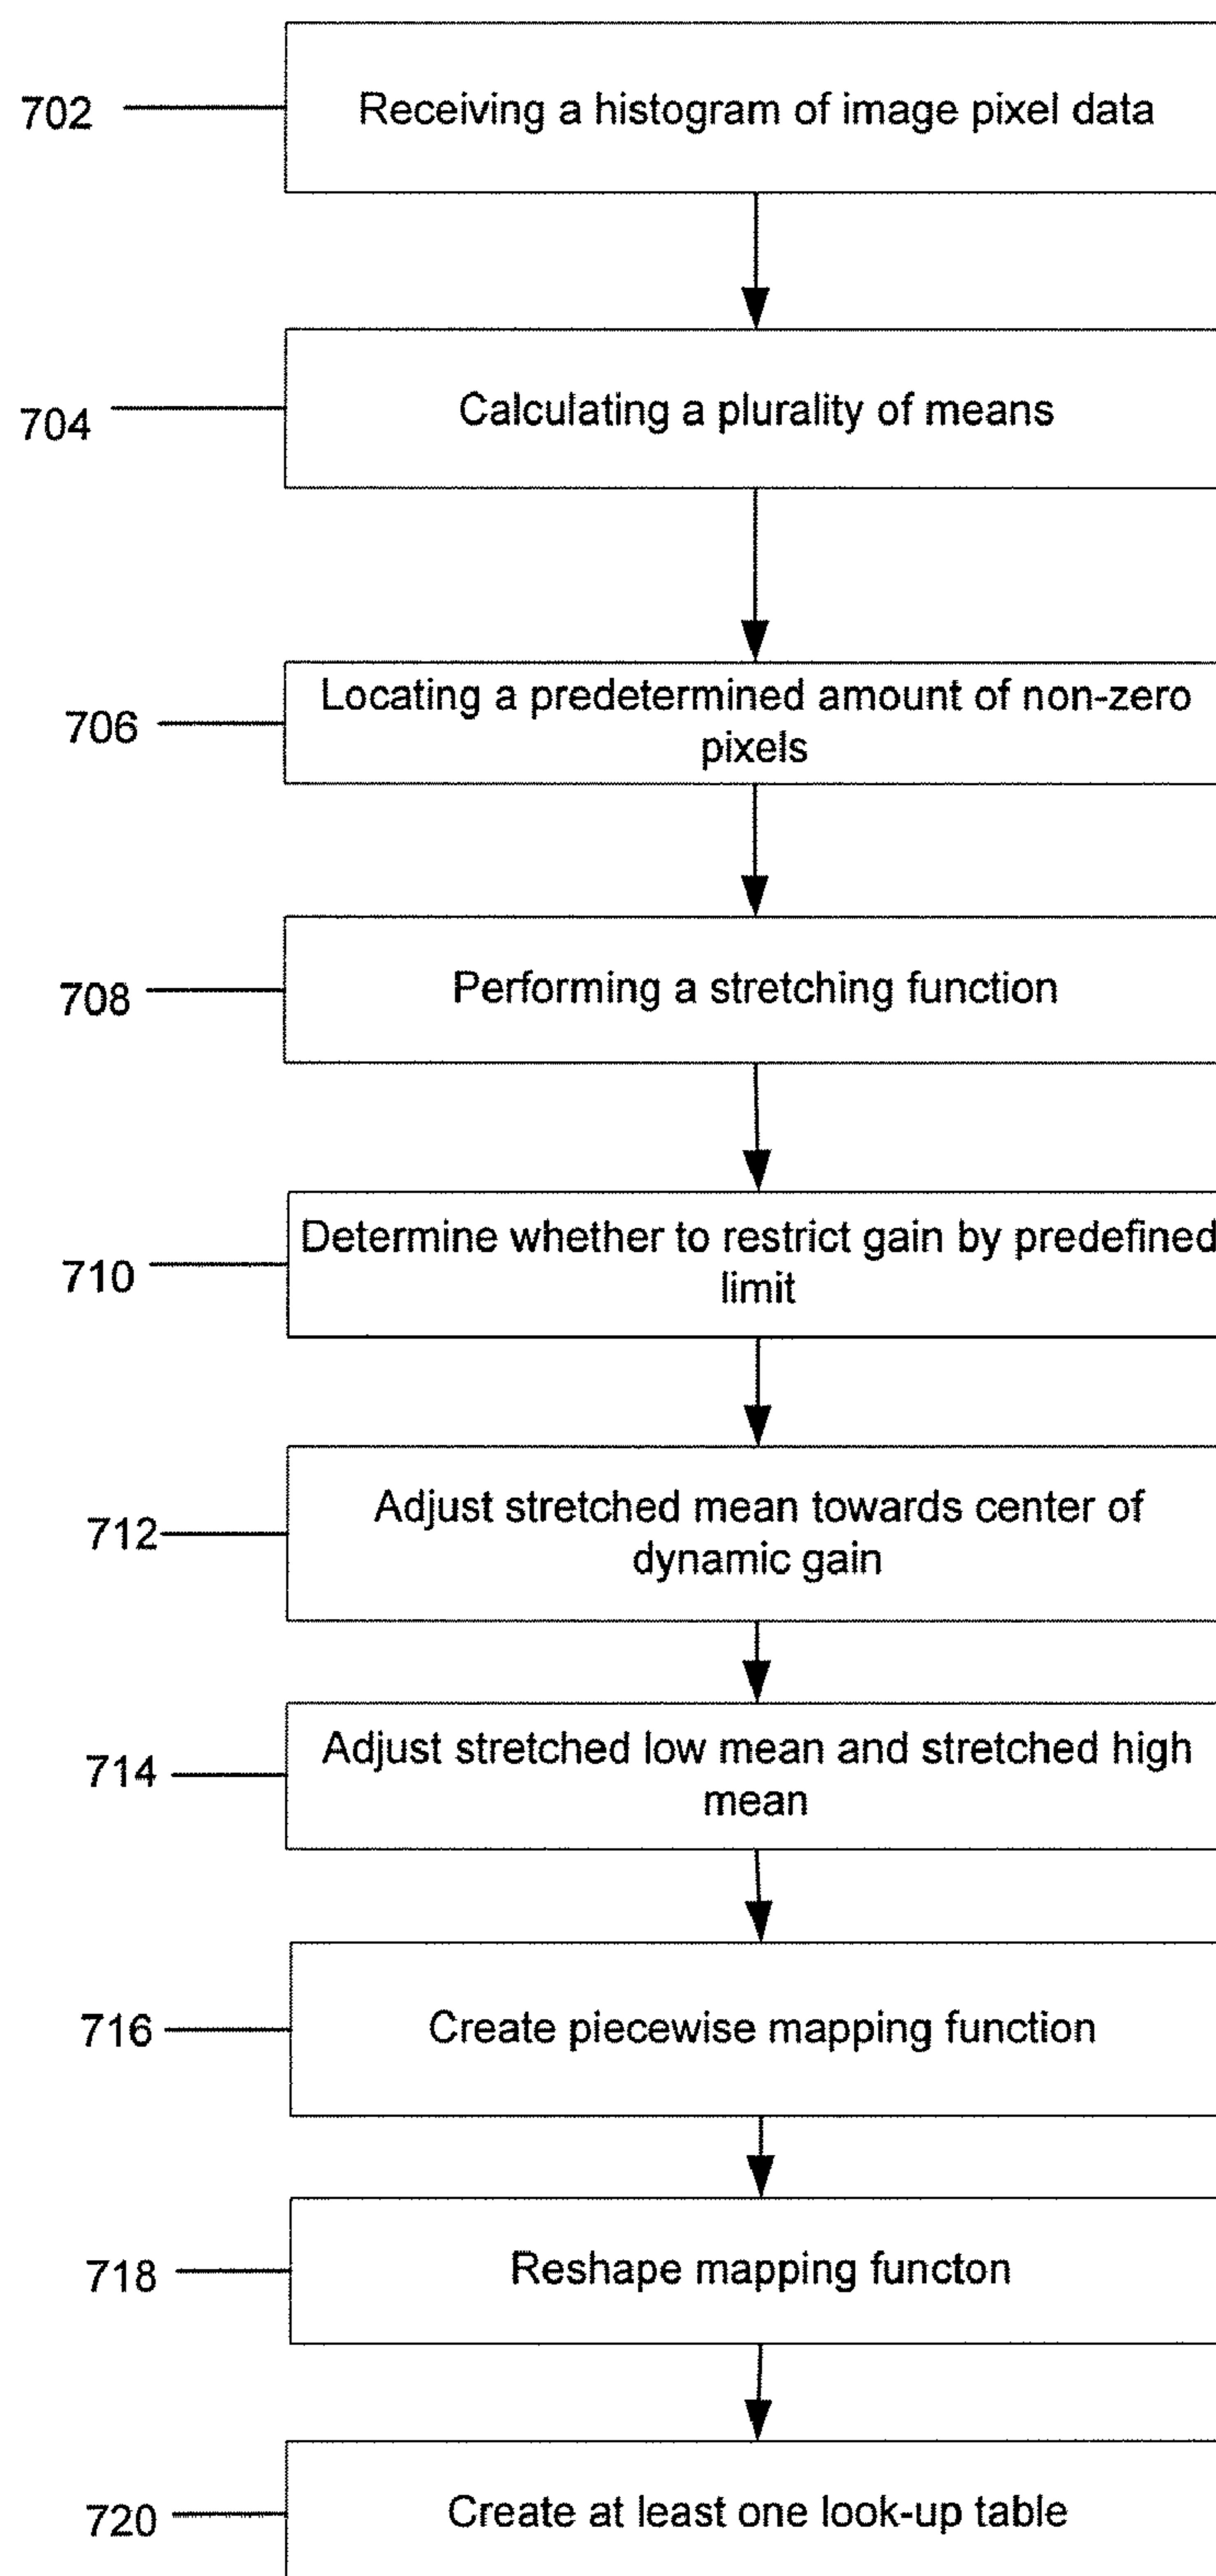 702
Receiving a histogram of image pixel data
704
Calculating a plurality of means
706
Locating a predetermined amount of non-zero
pixels
708
Performing a stretching function
710
Determine whether to restrict gain by predefined
limit
712
Adjust stretched mean towards center of
dynamic gain
714
Adjust stretched low mean and stretched high
mean
716
Create piecewise mapping function
718
Reshape mapping functon
720
Create at least one look-up table